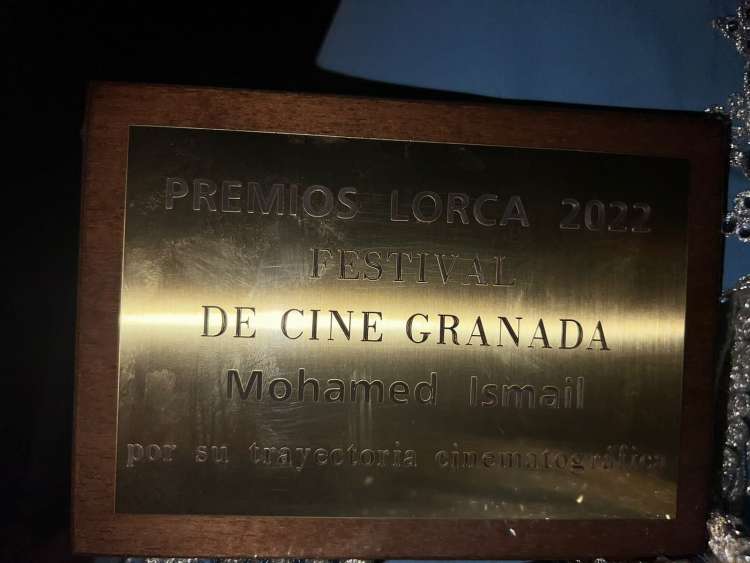 PREMIOS LORCA 2022
FESTIVAL
DE CINE GRANADA
Mohamed Ismail
por su trayectoria cinematográfica